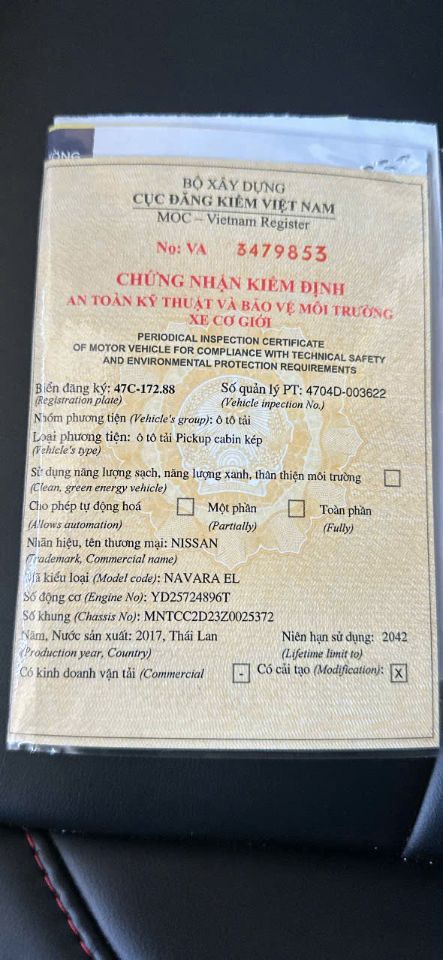 BỘ XÂY DỰNG
CỤC ĐĂNG KIỂM VIỆT NAM
MOC – Vietnam Register
No: VA 3479853
CHỨNG NHẬN KIỂM ĐỊNH
AN TOÀN KỸ THUẬT VÀ BẢO VỆ MÔI TRƯỜNG
XE CƠ GIỚI
PERIODICAL INSPECTION CERTIFICATE
OF MOTOR VEHICLE FOR COMPLIANCE WITH TECHNICAL SAFETY
AND ENVIRONMENTAL PROTECTION REQUIREMENTS
Biển đăng ký: 47C-172.88 Số quản lý PT: 4704D-003622
(Registration plate) (Vehicle inpection No.)
Nhóm phương tiện (Vehicle's group): ô tô tải
Loại phương tiện: ô tô tải Pickup cabin kép
(Vehicle's type)
Sử dụng năng lượng sạch, năng lượng xanh, thân thiện môi trường
(Clean, green energy vehicle)
Cho phép tự động hoá Một phần Toàn phần
(Allows automation) (Partially) (Fully)
Nhãn hiệu, tên thương mại: NISSAN
(Trademark, Commercial name)
Mã kiểu loại (Model code): NAVARA EL
Số động cơ (Engine No): YD25724896T
Số khung (Chassis No): MNTCC2D23Z0025372
Năm, Nước sản xuất: 2017, Thái Lan Niên hạn sử dụng: 2042
(Production year, Country) (Lifetime limit to)
Có kinh doanh vận tải (Commercial - Có cải tạo (Modification): X